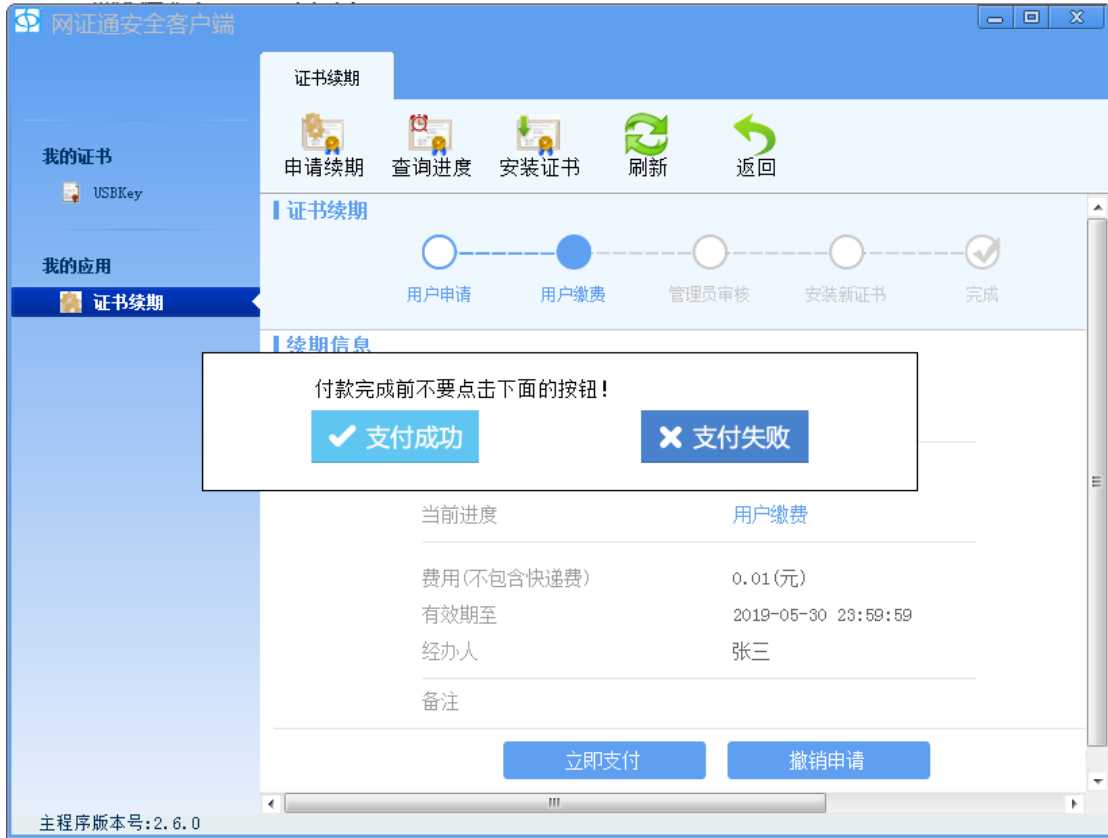 网证通安全客户端
证书续期
申请续期 查询进度 安装证书 刷新 返回
我的证书
USBKey
我的应用
证书续期
证书续期
用户申请 用户缴费 管理员审核 安装新证书 完成
续期信息
付款完成前不要点击下面的按钮!
支付成功 支付失败
当前进度 用户缴费
费用(不包含快递费) 0.01(元)
有效期至 2019-05-30 23:59:59
经办人 张三
备注
立即支付 撤销申请
主程序版本号:2.6.0